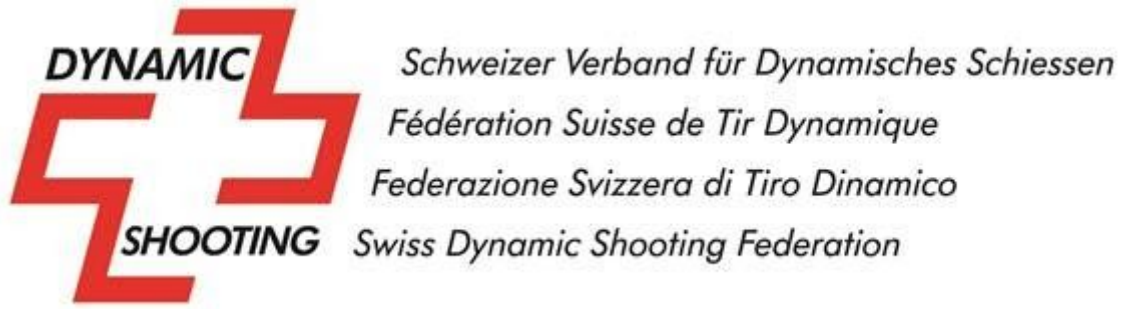 DYNAMIC
SHOOTING
Schweizer Verband für Dynamisches Schiessen
Fédération Suisse de Tir Dynamique
Federazione Svizzera di Tiro Dinamico
Swiss Dynamic Shooting Federation